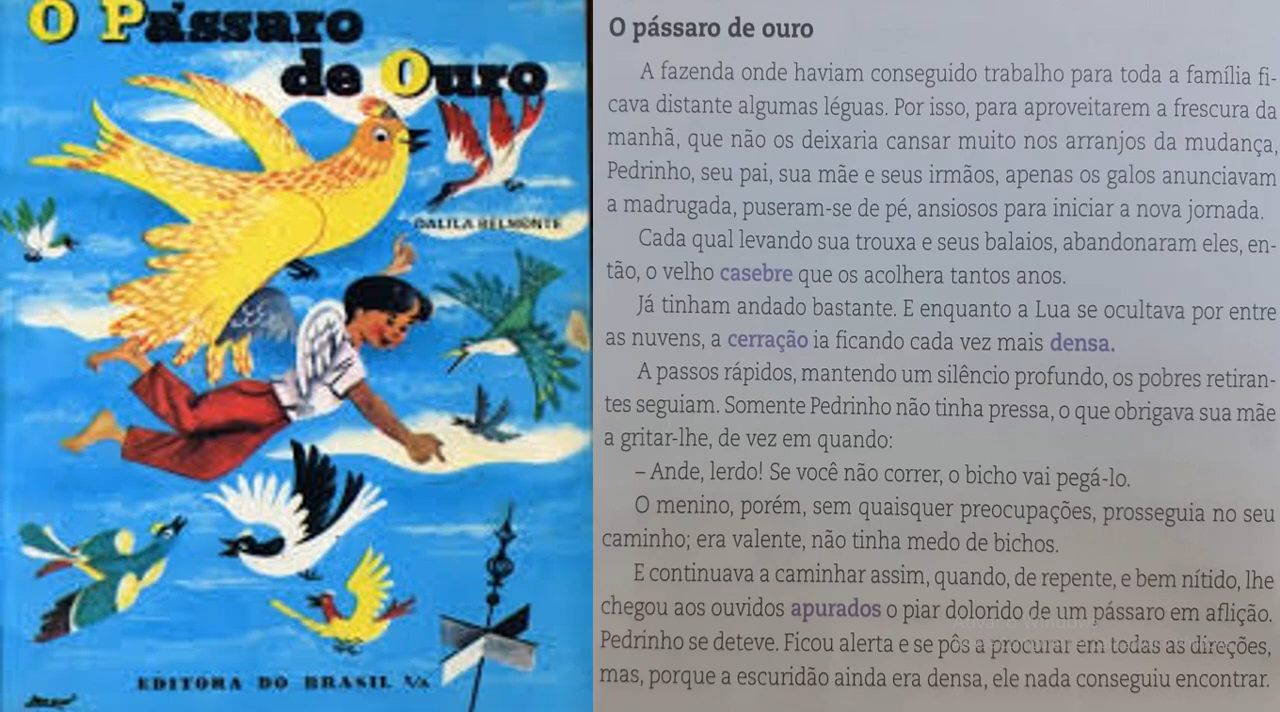 O Pássaro
de Ouro
DALILA BELMONTE
EDITORA DO BRASIL S/A
O pássaro de ouro
A fazenda onde haviam conseguido trabalho para toda a família fi-
cava distante algumas léguas. Por isso, para aproveitarem a frescura da
manhã, que não os deixaria cansar muito nos arranjos da mudança,
Pedrinho, seu pai, sua mãe e seus irmãos, apenas os galos anunciavam
a madrugada, puseram-se de pé, ansiosos para iniciar a nova jornada.
Cada qual levando sua trouxa e seus balaios, abandonaram eles, en-
tão, o velho casebre que os acolhera tantos anos.
Já tinham andado bastante. E enquanto a Lua se ocultava por entre
as nuvens, a cerração ia ficando cada vez mais densa.
A passos rápidos, mantendo um silêncio profundo, os pobres retiran-
tes seguiam. Somente Pedrinho não tinha pressa, o que obrigava sua mãe
a gritar-lhe, de vez em quando:
– Ande, lerdo! Se você não correr, o bicho vai pegá-lo.
O menino, porém, sem quaisquer preocupações, prosseguia no seu
caminho; era valente, não tinha medo de bichos.
E continuava a caminhar assim, quando, de repente, e bem nítido, lhe
chegou aos ouvidos apurados o piar dolorido de um pássaro em aflição.
Pedrinho se deteve. Ficou alerta e se pôs a procurar em todas as direções,
mas, porque a escuridão ainda era densa, ele nada conseguiu encontrar.
Ativar o Windows